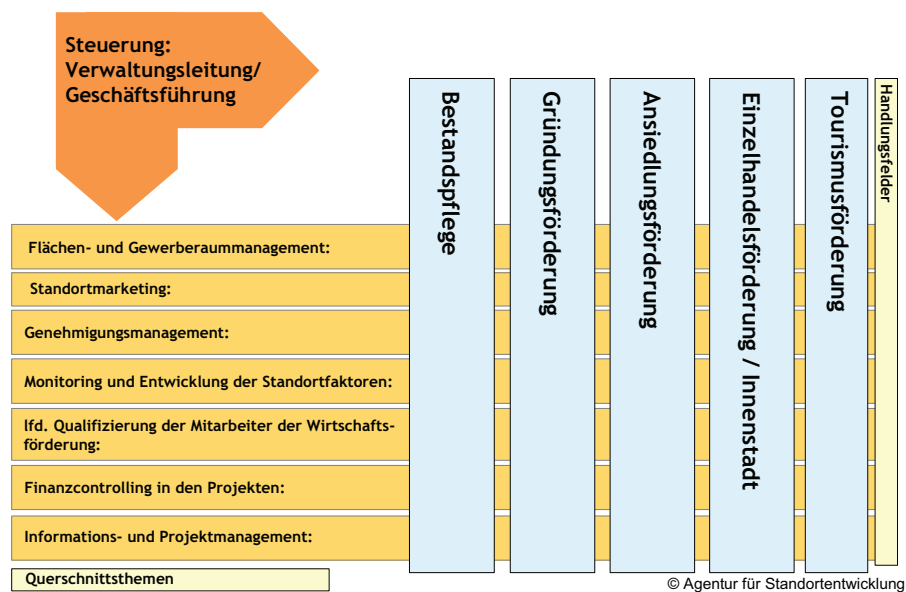 Steuerung:
Verwaltungsleitung/
Geschäftsführung
Bestandspflege
Gründungsförderung
Ansiedlungsförderung
Einzelhandelsförderung / Innenstadt
Tourismusförderung
Handlungsfelder
Flächen- und Gewerberaummanagement:
Standortmarketing:
Genehmigungsmanagement:
Monitoring und Entwicklung der Standortfaktoren:
lfd. Qualifizierung der Mitarbeiter der Wirtschafts-
förderung:
Finanzcontrolling in den Projekten:
Informations- und Projektmanagement:
Querschnittsthemen
© Agentur für Standortentwicklung